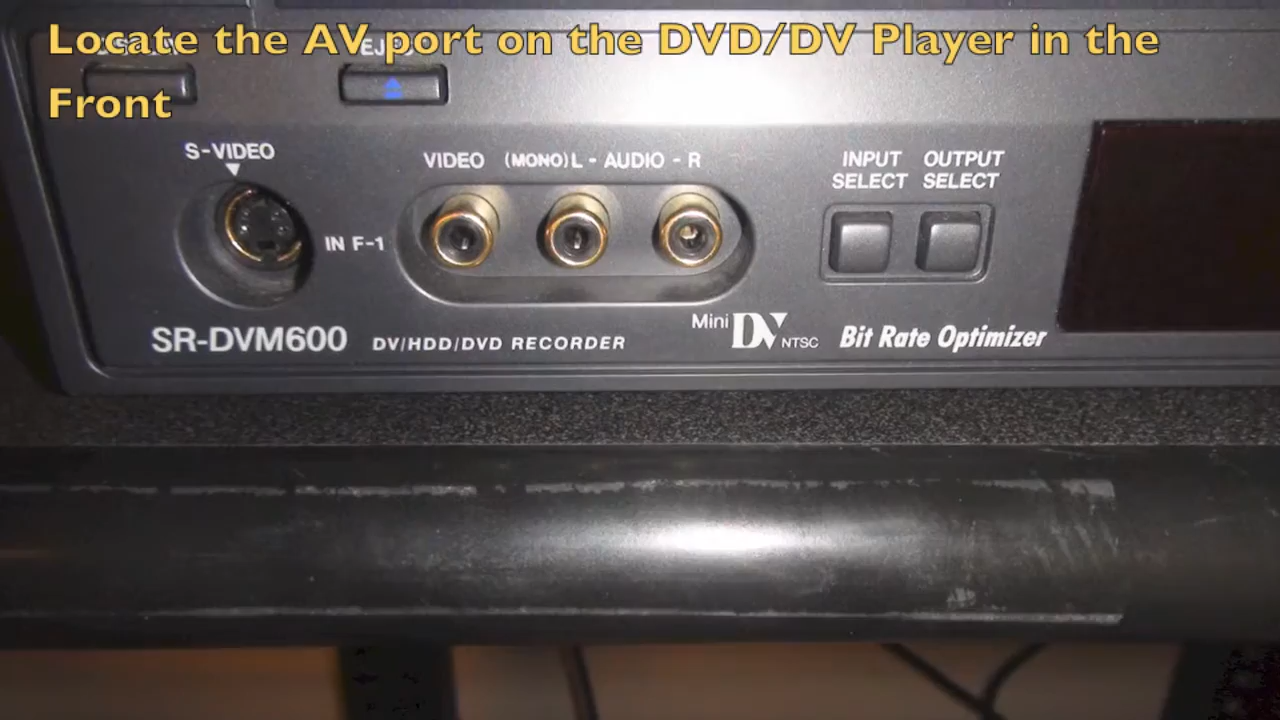 Locate the AV port on the DVD/DV Player in the
Front
S-VIDEO
VIDEO (MONO) L - AUDIO - R
INPUT SELECT
OUTPUT SELECT
IN F-1
SR-DVM600 DV/HDD/DVD RECORDER
Mini DV NTSC
Bit Rate Optimizer